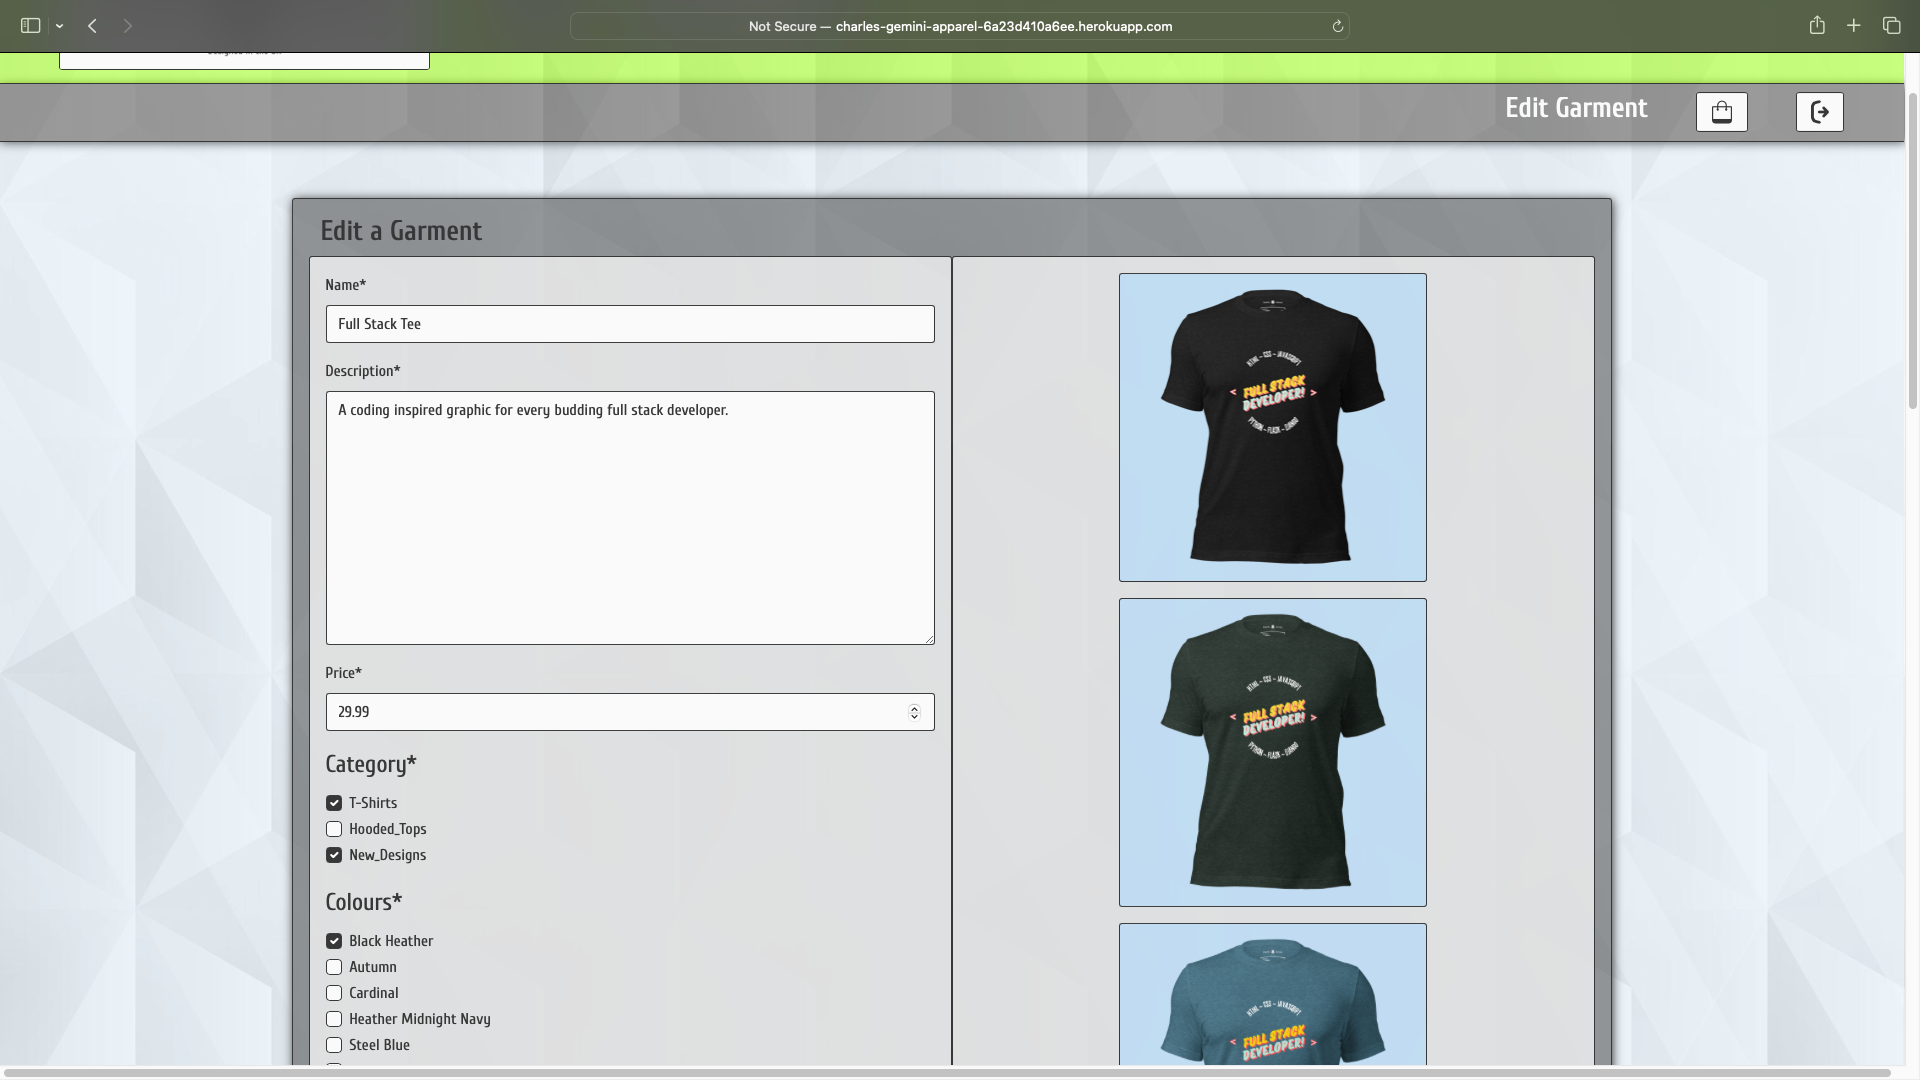 Not Secure — charles-gemini-apparel-6a23d410a6ee.herokuapp.com
Edit Garment
Edit a Garment
Name*
Full Stack Tee
Description*
A coding inspired graphic for every budding full stack developer.
Price*
29.99
Category*
T-Shirts
Hooded_Tops
New_Designs
Colours*
Black Heather
Autumn
Cardinal
Heather Midnight Navy
Steel Blue
HTML - CSS - JAVASCRIPT
< FULL STACK
DEVELOPER! >
PYTHON - FLASK - DJANGO
HTML - CSS - JAVASCRIPT
< FULL STACK
DEVELOPER! >
PYTHON - FLASK - DJANGO
HTML - CSS - JAVASCRIPT
< FULL STACK
DEVELOPER! >